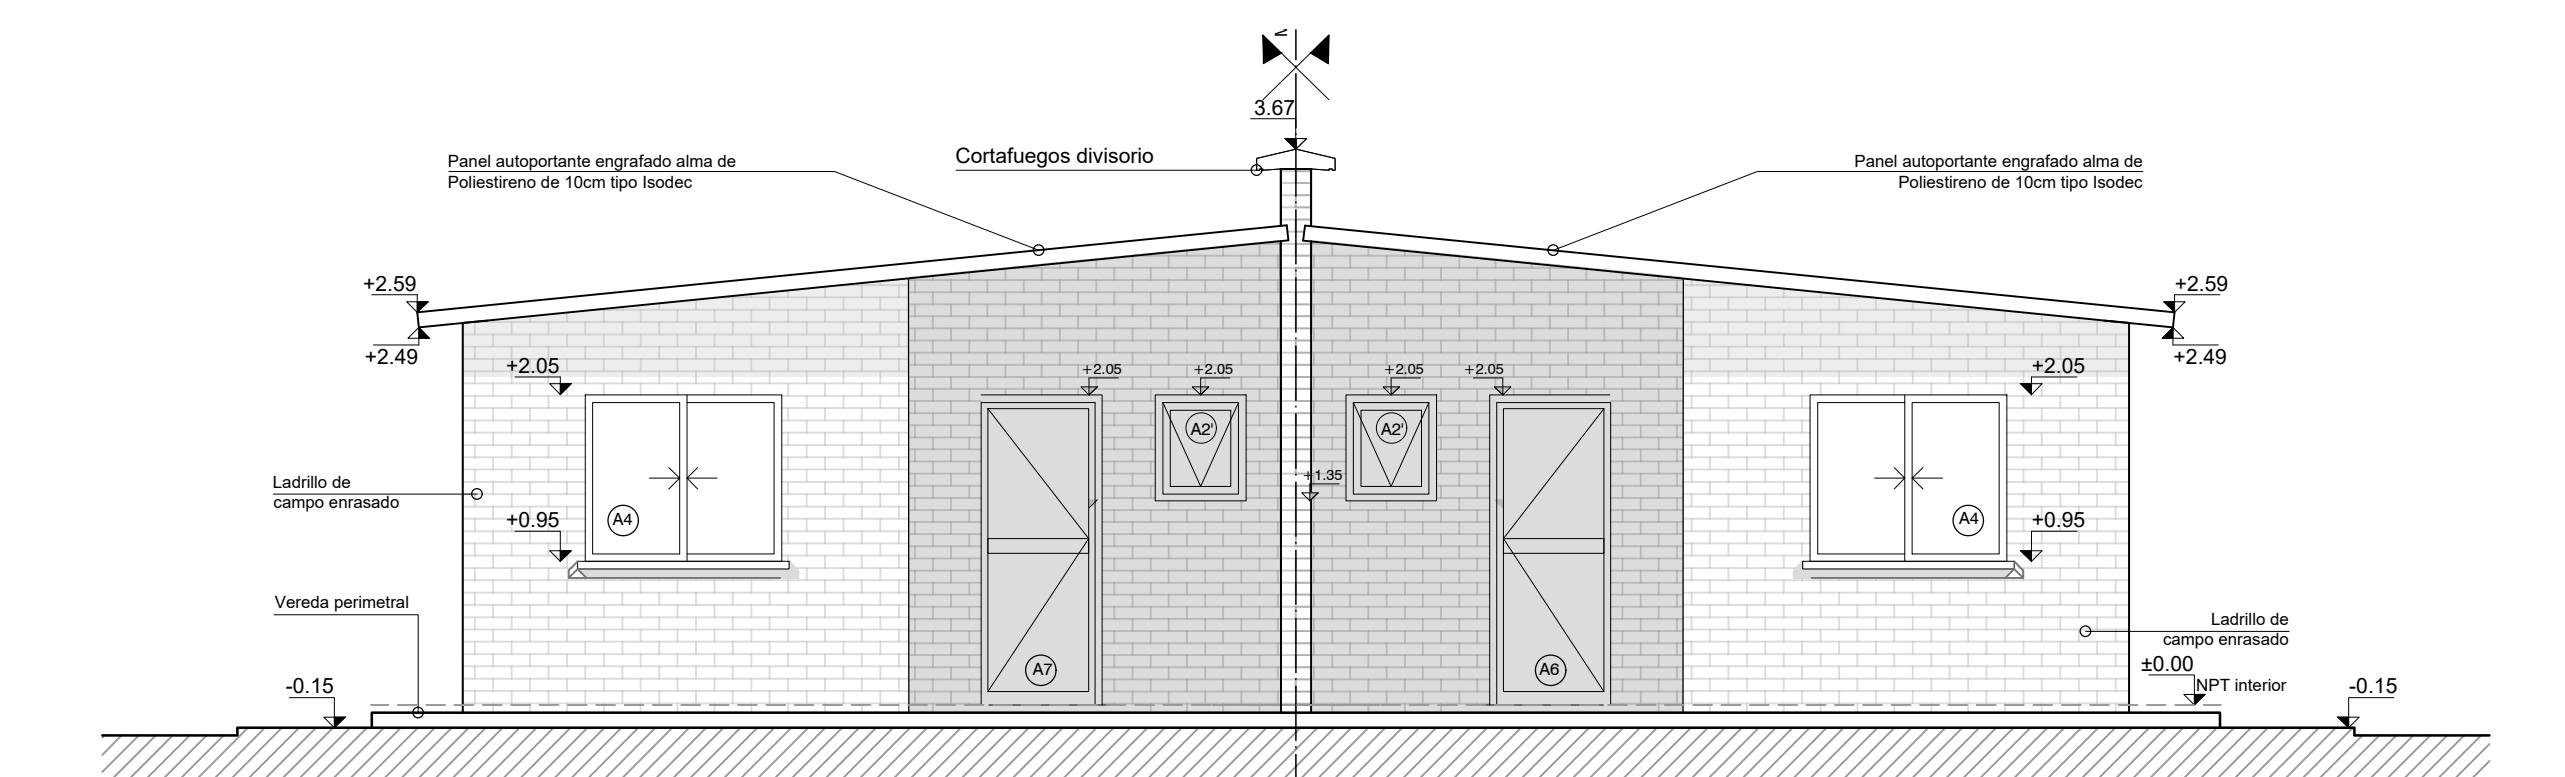 3.67
Cortafuegos divisorio
Panel autoportante engrafado alma de
Poliestireno de 10cm tipo Isodec
Panel autoportante engrafado alma de
Poliestireno de 10cm tipo Isodec
+2.59
+2.59
+2.49
+2.49
+2.05
+2.05
+2.05
+2.05
+2.05
+2.05
A2'
A2'
+1.35
Ladrillo de
campo enrasado
+0.95
A4
A4
+0.95
Vereda perimetral
Ladrillo de
campo enrasado
A7
A6
±0.00
NPT interior
-0.15
-0.15